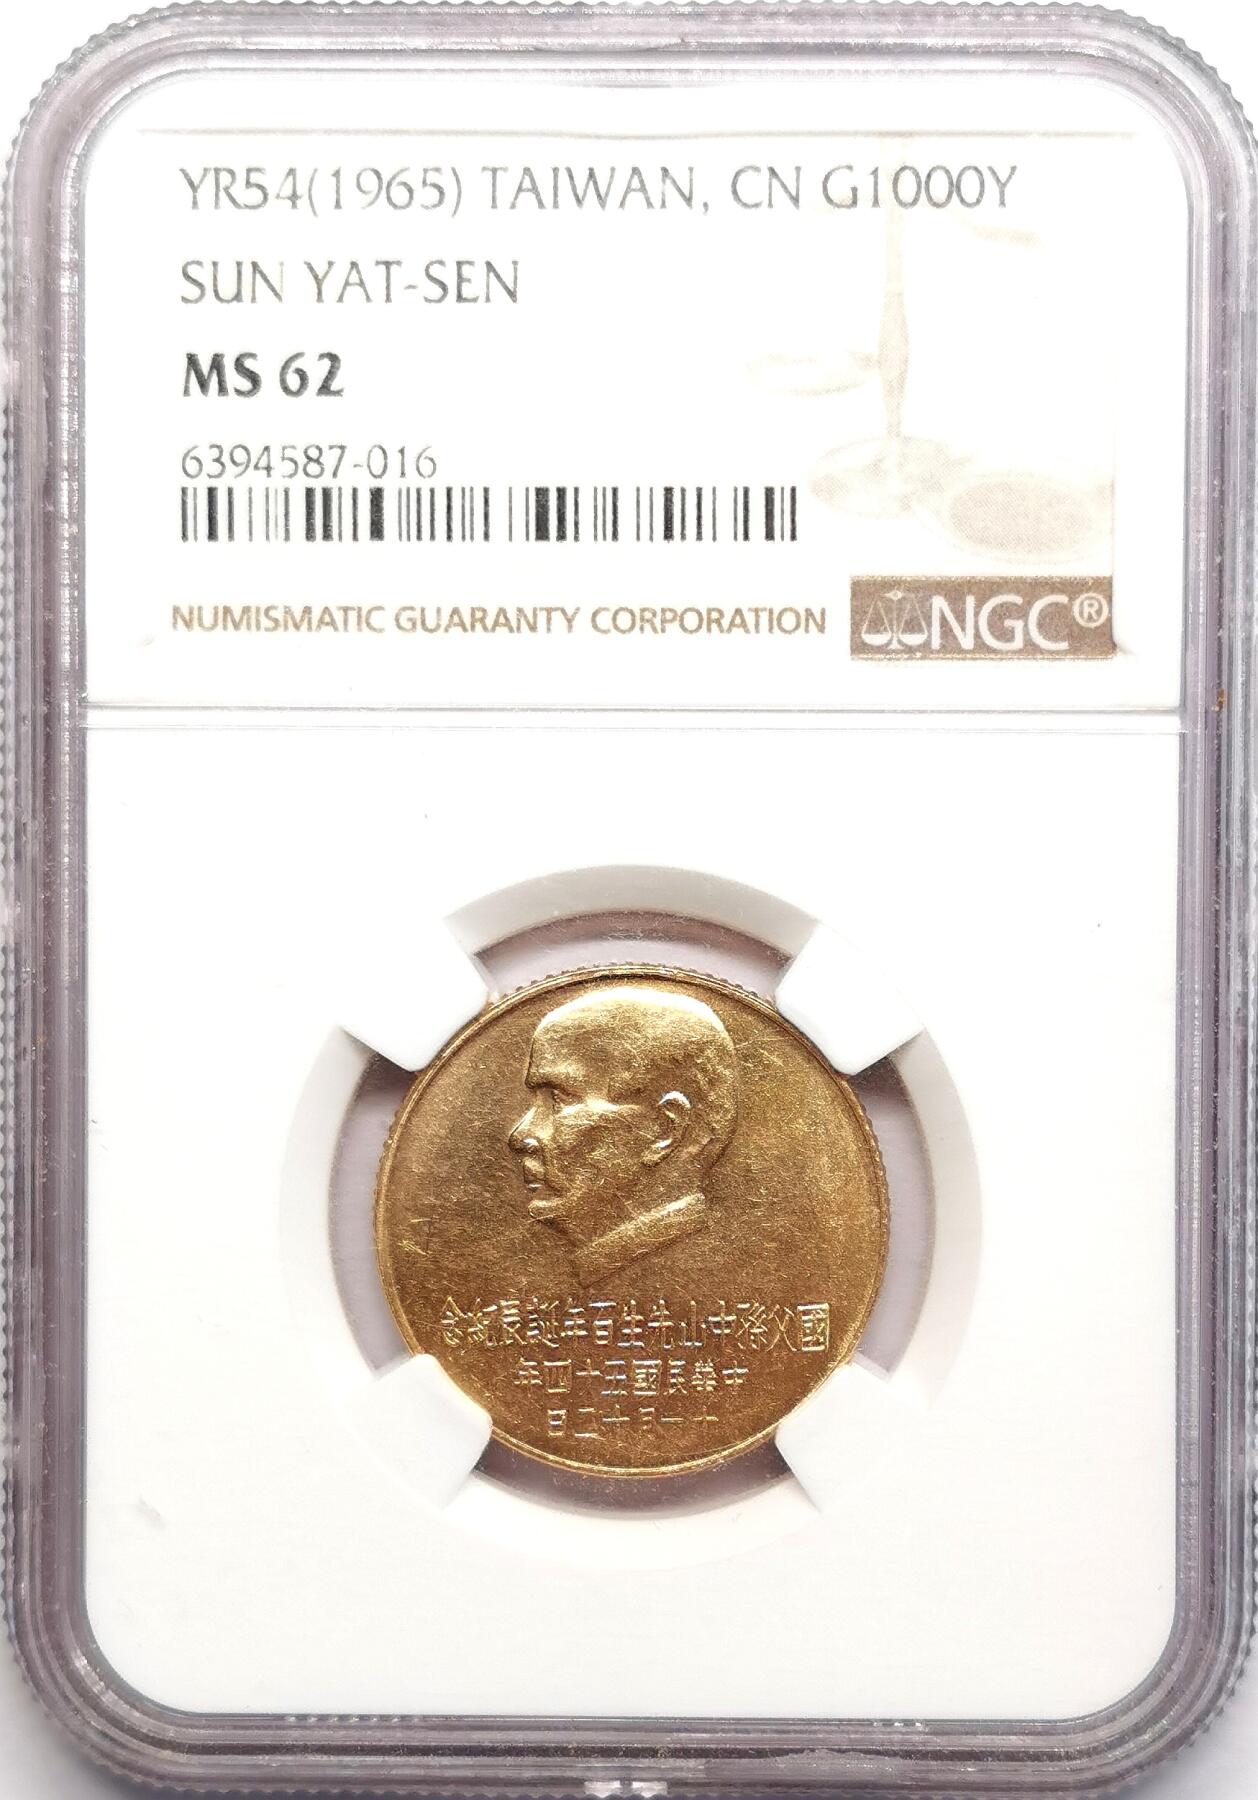 YR54(1965) TAIWAN, CN G1000Y
SUN YAT-SEN
MS 62
6394587-016
NUMISMATIC GUARANTY CORPORATION
NGC®
國父孫中山先生百年誕辰紀念
中華民國五十四年
十一月十二日